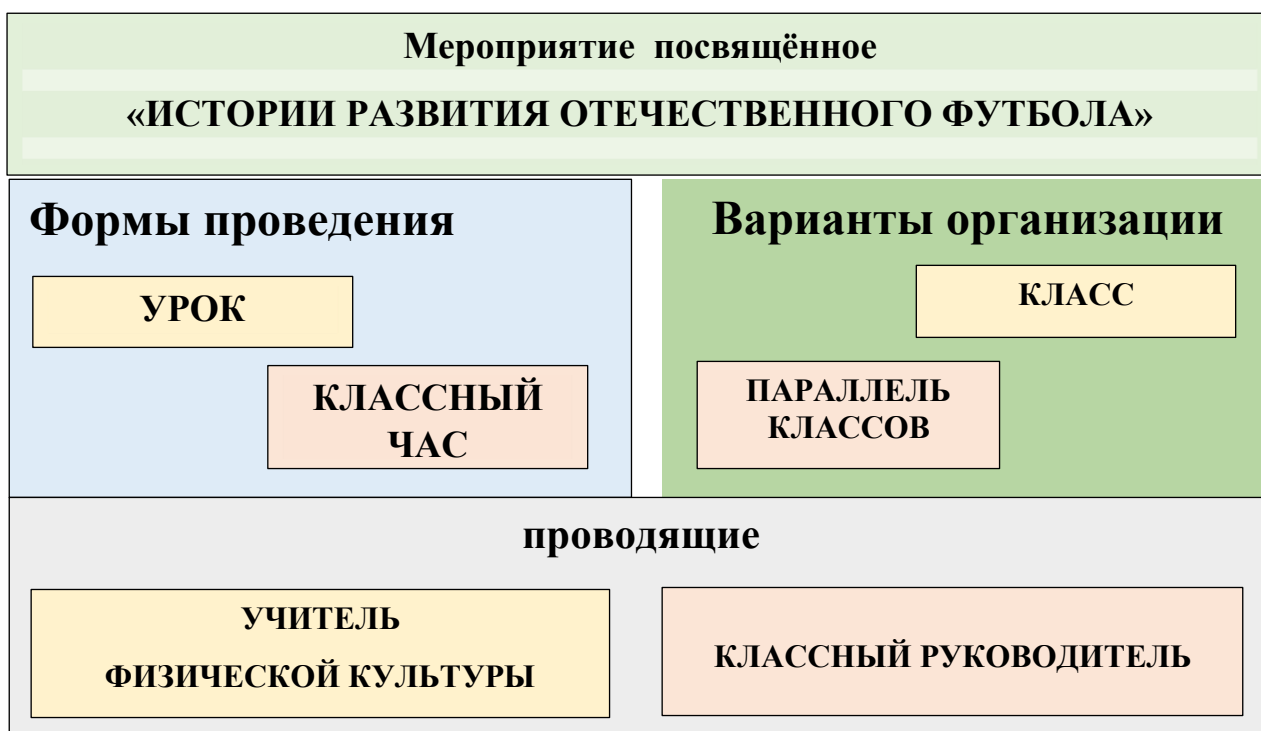 Мероприятие посвящённое
«ИСТОРИИ РАЗВИТИЯ ОТЕЧЕСТВЕННОГО ФУТБОЛА»
Формы проведения
УРОК
КЛАССНЫЙ
ЧАС
Варианты организации
КЛАСС
ПАРАЛЛЕЛЬ
КЛАССОВ
проводящие
УЧИТЕЛЬ
ФИЗИЧЕСКОЙ КУЛЬТУРЫ
КЛАССНЫЙ РУКОВОДИТЕЛЬ